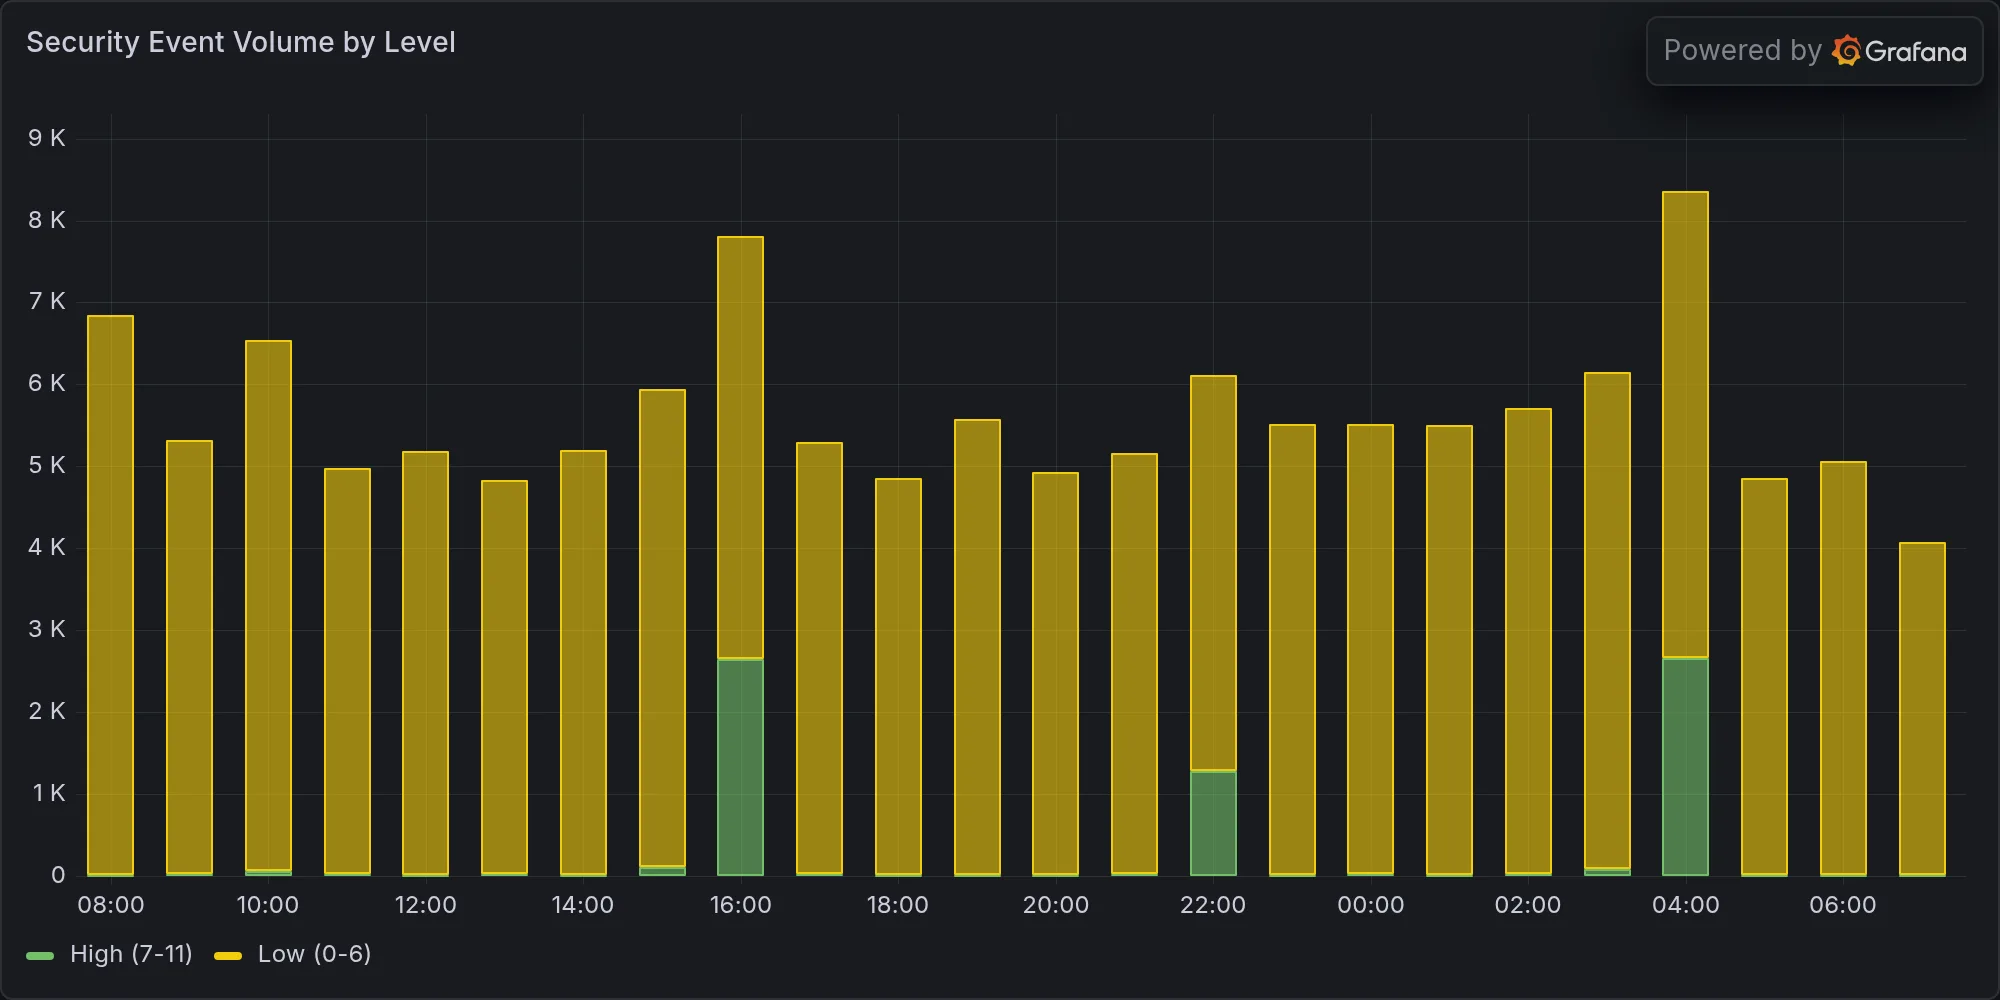 Security Event Volume by Level
Powered by Grafana
9 K
8 K
7 K
6 K
5 K
4 K
3 K
2 K
1 K
0
08:00 10:00 12:00 14:00 16:00 18:00 20:00 22:00 00:00 02:00 04:00 06:00
High (7-11) Low (0-6)